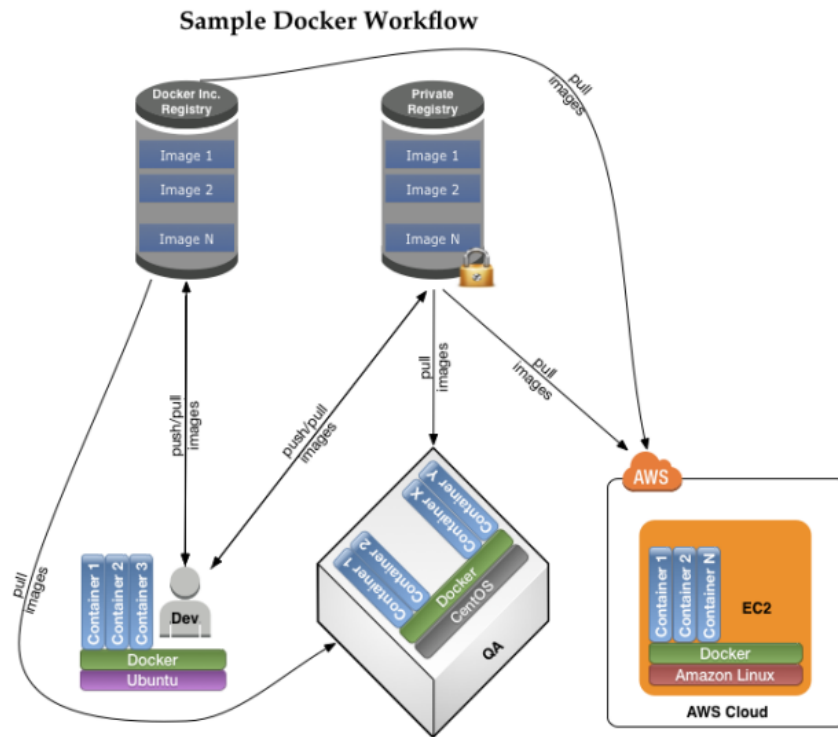 Sample Docker Workflow
Docker Inc.
Registry
Image 1
Image 2
Image N
Private
Registry
Image 1
Image 2
Image N
pull
images
push/pull
images
push/pull
images
pull
images
pull
images
pull
images
Container 1
Container 2
Container 3
Dev
Docker
Ubuntu
Container 1
Container 2
Container X
Container Y
Docker
CentOS
QA
AWS
Container 1
Container 2
Container N
EC2
Docker
Amazon Linux
AWS Cloud